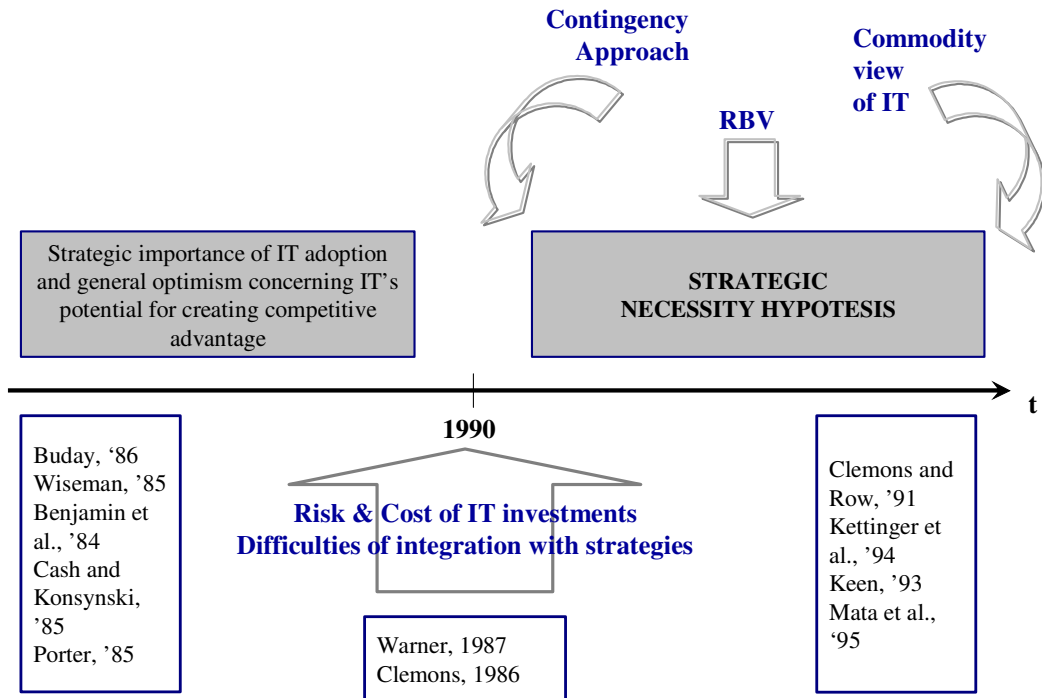 Contingency
Approach
Commodity
view
of IT
RBV
Strategic importance of IT adoption
and general optimism concerning IT’s
potential for creating competitive
advantage
STRATEGIC
NECESSITY HYPOTESIS
t
1990
Buday, ‘86
Wiseman, ‘85
Benjamin et
al., ‘84
Cash and
Konsynski,
’85
Porter, ’85
Risk & Cost of IT investments
Difficulties of integration with strategies
Warner, 1987
Clemons, 1986
Clemons and
Row, ’91
Kettinger et
al., ’94
Keen, ’93
Mata et al.,
‘95